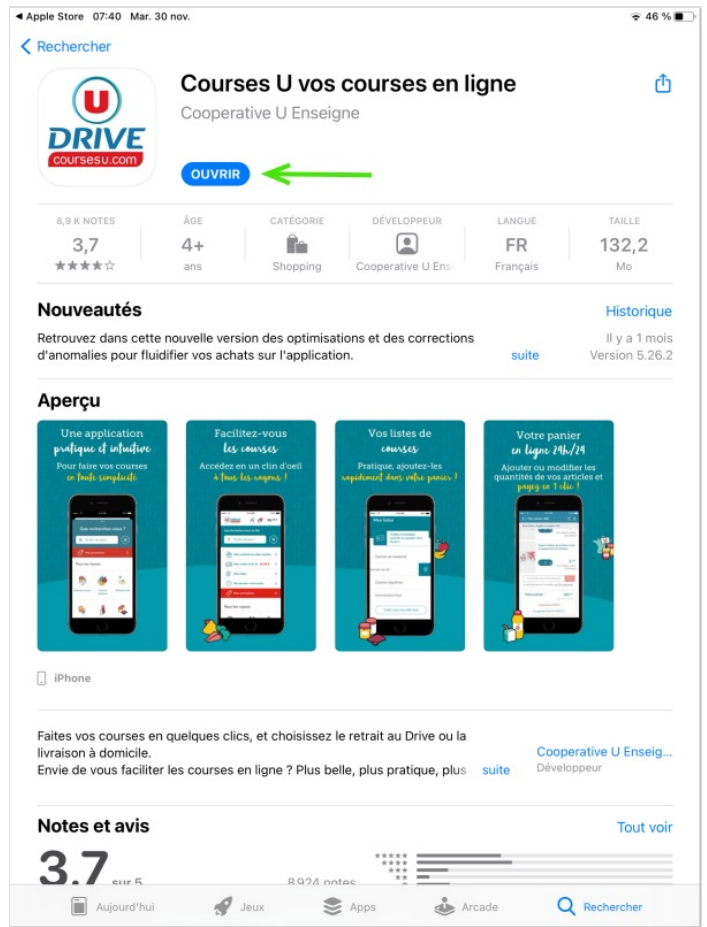 ◀ Apple Store 07:40 Mar. 30 nov. 46 %
Rechercher
U
DRIVE
coursesu.com
Courses U vos courses en ligne
Cooperative U Enseigne
OUVRIR
8,9 K NOTES
3,7
★★★★☆
ÂGE
4+
ans
CATÉGORIE
Shopping
DÉVELOPPEUR
Cooperative U Ens
LANGUE
FR
Français
TAILLE
132,2
Mo
Nouveautés
Historique
Retrouvez dans cette nouvelle version des optimisations et des corrections
d'anomalies pour fluidifier vos achats sur l'application.
suite
Il y a 1 mois
Version 5.26.2
Aperçu
Une application
pratique et intuitive
Pour faire vos courses
en toute simplicité
Que recherchez-vous ?
Facilitez-vous
les courses
Accédez en un clin d'oeil
à tous les rayons !
Vos listes de
courses
Pratique, ajoutez-les
rapidement dans votre panier !
Mes listes
Votre panier
en ligne 24h/24
Ajouter ou modifier les
quantités de vos articles et
payez en 1 clic !
iPhone
Faites vos courses en quelques clics, et choisissez le retrait au Drive ou la
livraison à domicile.
Envie de vous faciliter les courses en ligne ? Plus belle, plus pratique, plus
suite
Cooperative U Enseig...
Développeur
Notes et avis
Tout voir
3,7 sur 5
8 924 notes
★★★★★
★★★★
★★★
★★
Aujourd'hui
Jeux
Apps
Arcade
Rechercher